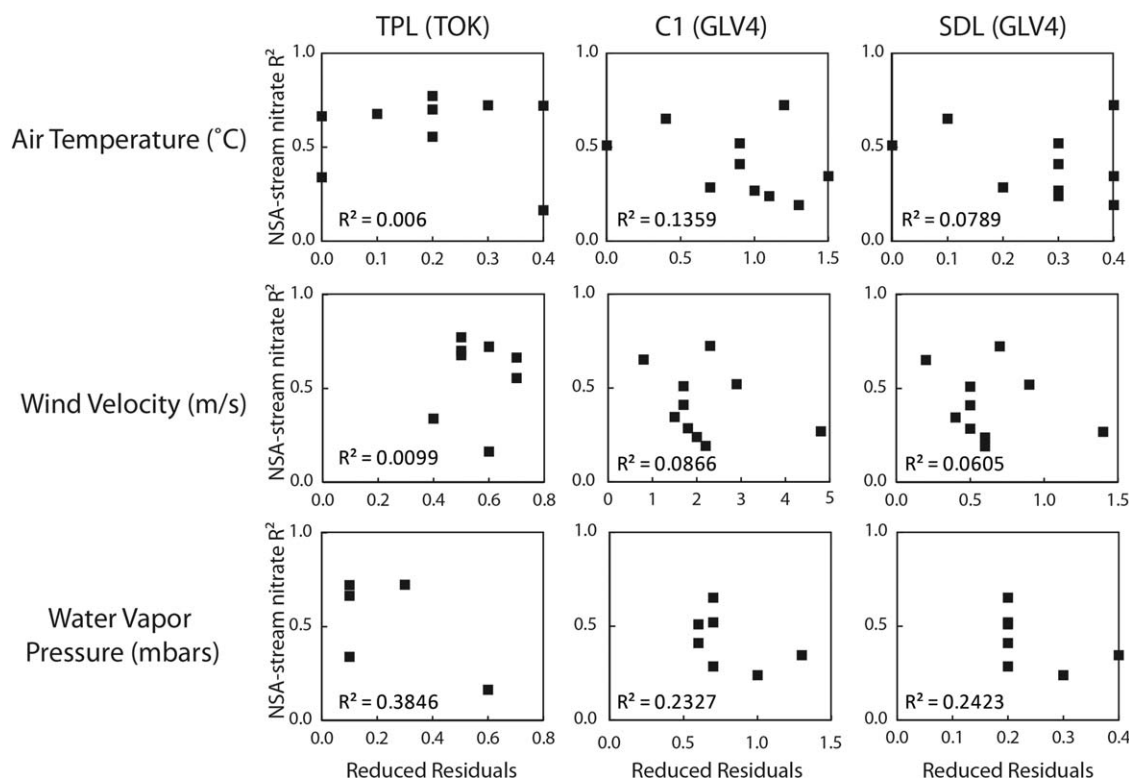 TPL (TOK) C1 (GLV4) SDL (GLV4)
Air Temperature (˚C)
NSA-stream nitrate R²
1.0 1.0 1.0
0.5 0.5 0.5
R² = 0.006 R² = 0.1359 R² = 0.0789
0.0 0.0 0.0
0.0 0.1 0.2 0.3 0.4 0.0 0.5 1.0 1.5 0.0 0.1 0.2 0.3 0.4
Wind Velocity (m/s)
NSA-stream nitrate R²
1.0 1.0 1.0
0.5 0.5 0.5
R² = 0.0099 R² = 0.0866 R² = 0.0605
0.0 0.0 0.0
0.0 0.2 0.4 0.6 0.8 0 1 2 3 4 5 0.0 0.5 1.0 1.5
Water Vapor
Pressure (mbars)
NSA-stream nitrate R²
1.0 1.0 1.0
0.5 0.5 0.5
R² = 0.3846 R² = 0.2327 R² = 0.2423
0.0 0.0 0.0
0.0 0.2 0.4 0.6 0.8 0.0 0.5 1.0 1.5 0.0 0.1 0.2 0.3 0.4
Reduced Residuals Reduced Residuals Reduced Residuals